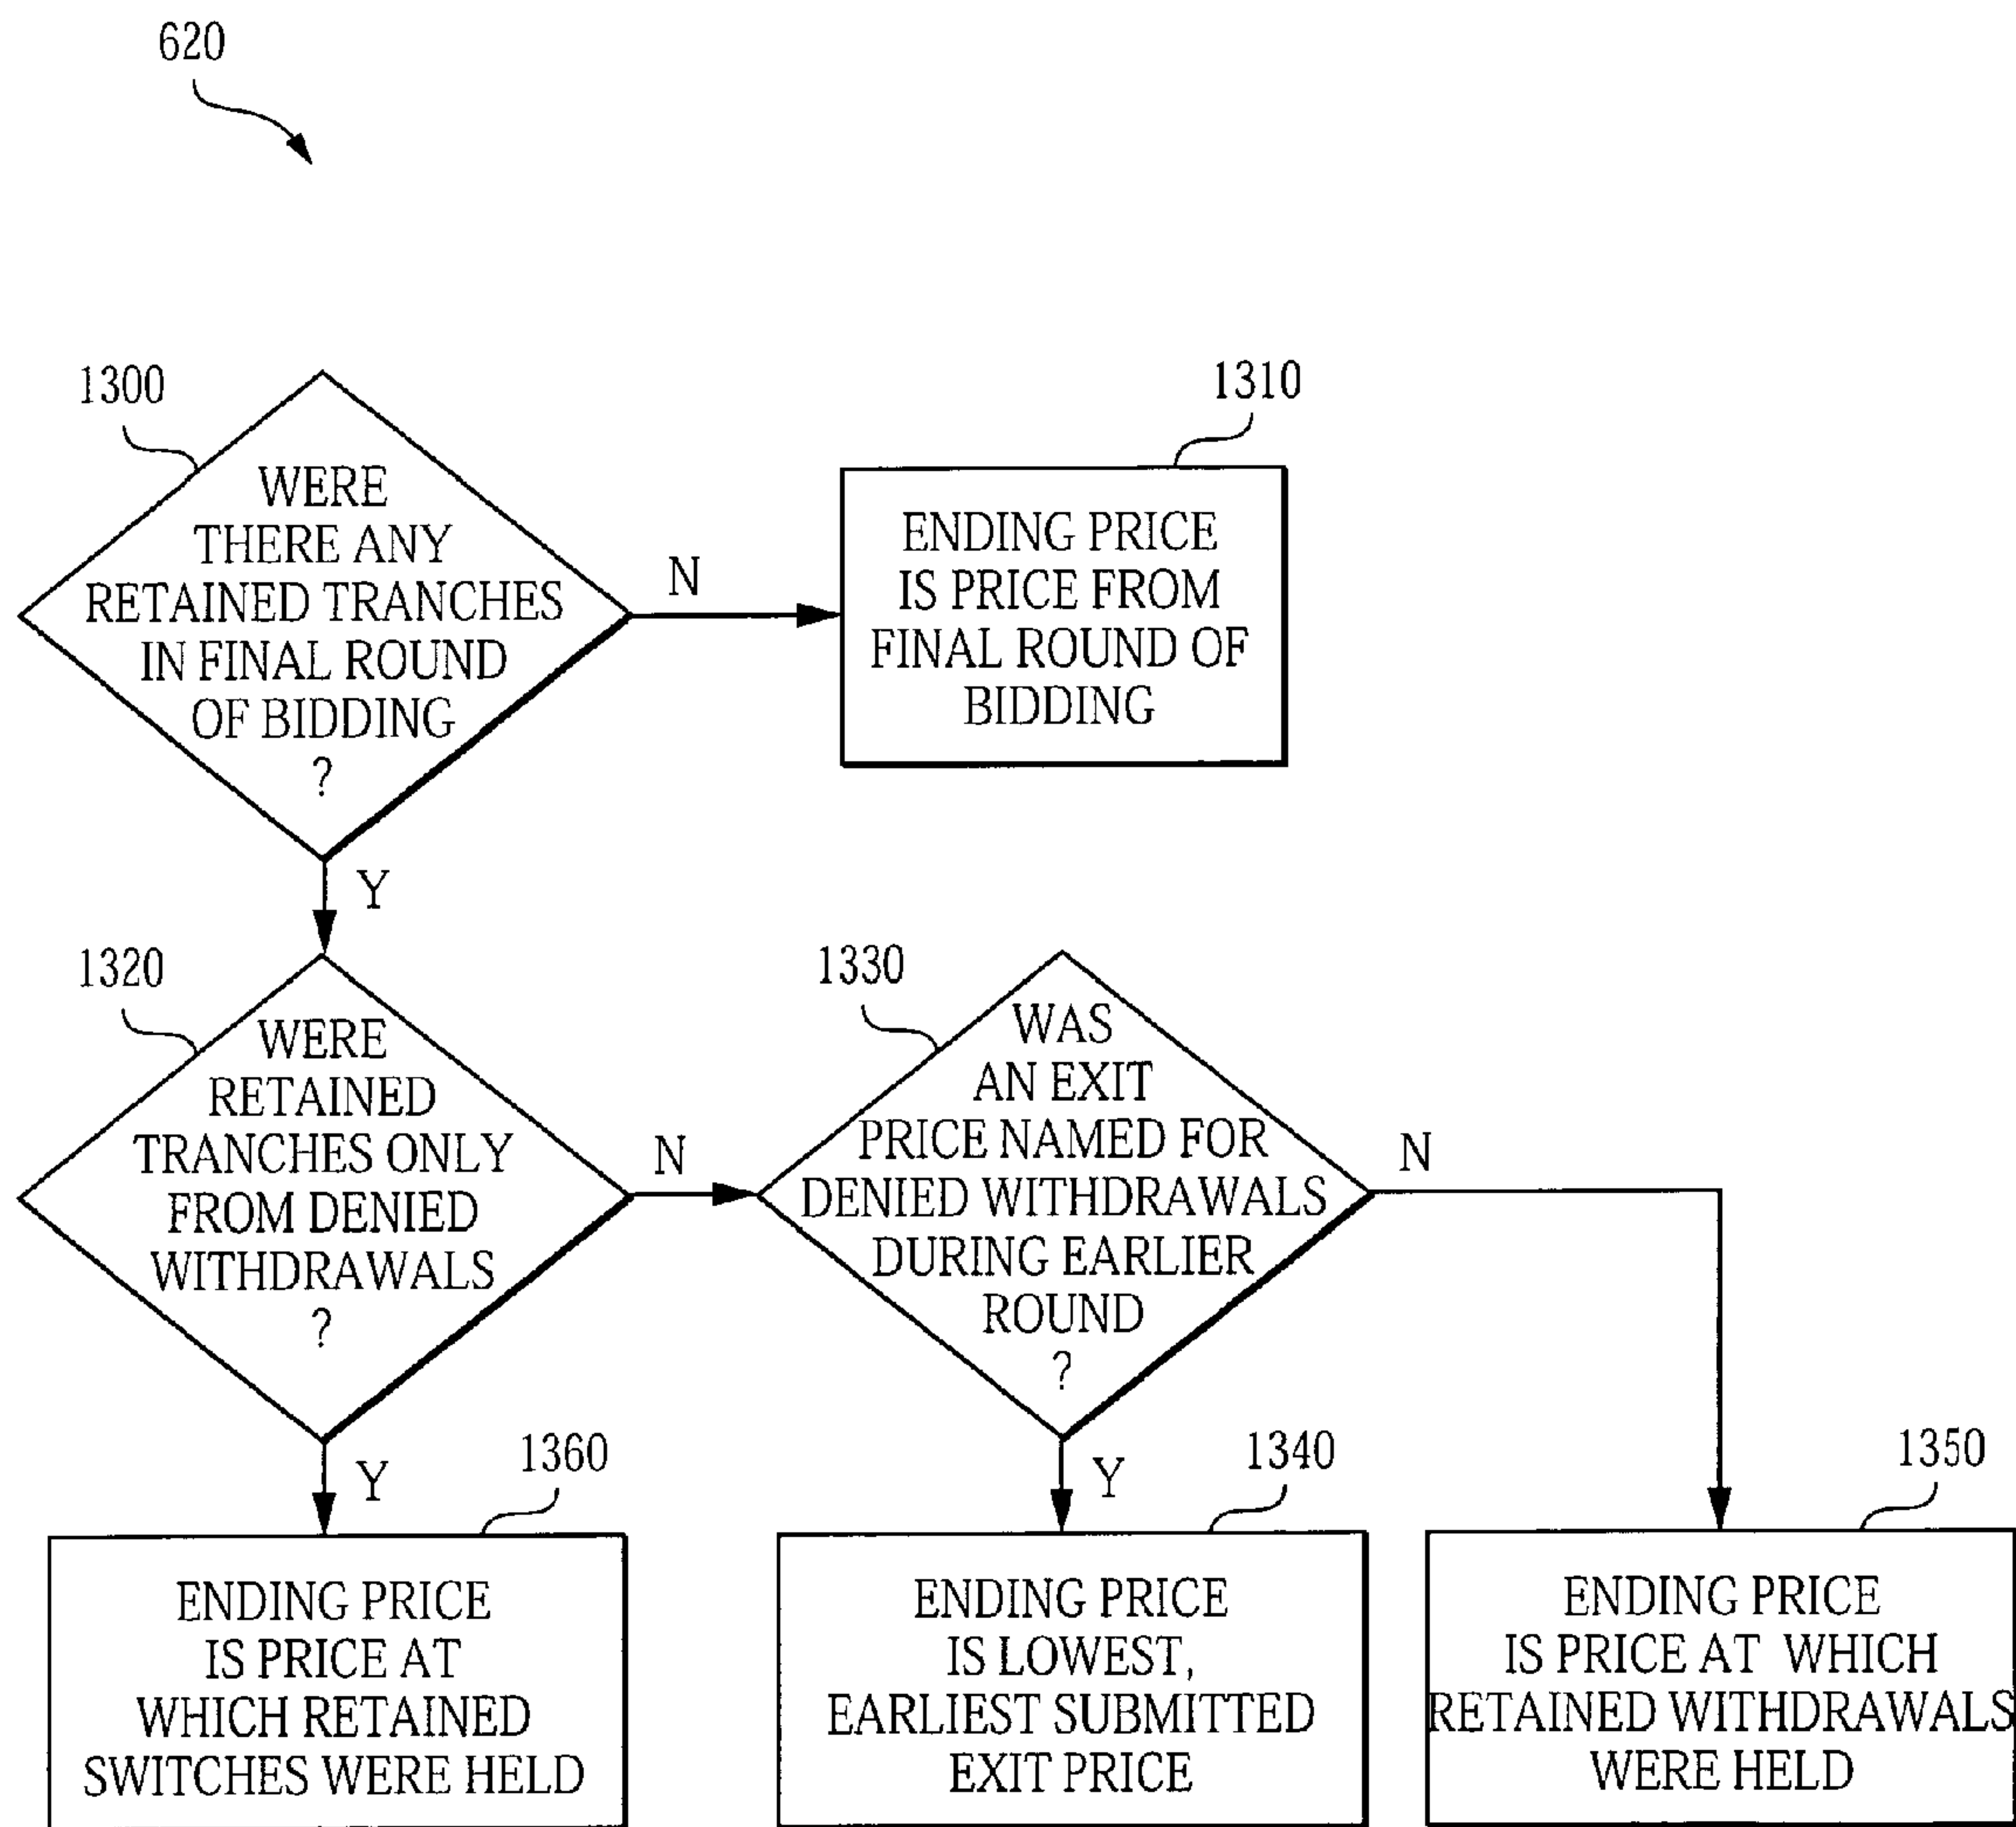 620
1300
WERE
THERE ANY
RETAINED TRANCHES
IN FINAL ROUND
OF BIDDING
?
N
1310
ENDING PRICE
IS PRICE FROM
FINAL ROUND OF
BIDDING
Y
1320
WERE
RETAINED
TRANCHES ONLY
FROM DENIED
WITHDRAWALS
?
N
1330
WAS
AN EXIT
PRICE NAMED FOR
DENIED WITHDRAWALS
DURING EARLIER
ROUND
?
N
Y
1360
ENDING PRICE
IS PRICE AT
WHICH RETAINED
SWITCHES WERE HELD
Y
1340
ENDING PRICE
IS LOWEST,
EARLIEST SUBMITTED
EXIT PRICE
1350
ENDING PRICE
IS PRICE AT WHICH
RETAINED WITHDRAWALS
WERE HELD